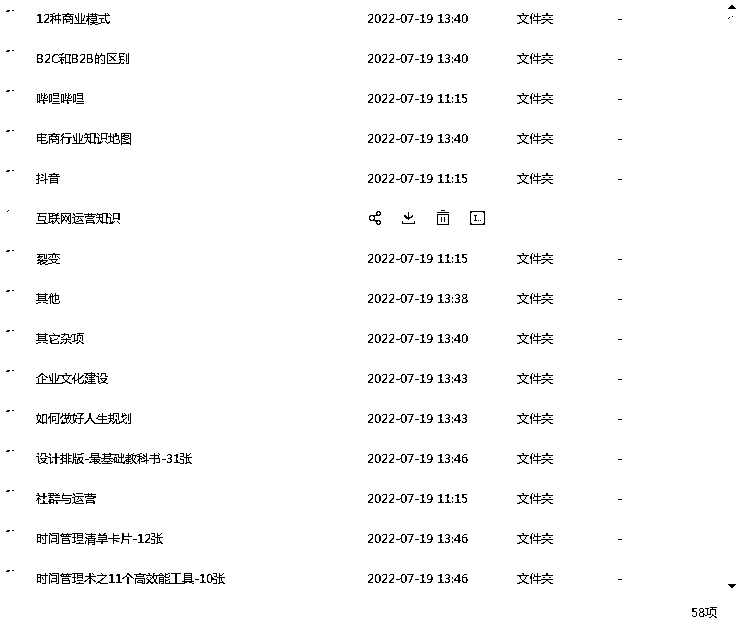 12种商业模式 2022-07-19 13:40 文件夹 -
B2C和B2B的区别 2022-07-19 13:40 文件夹 -
哔哩哔哩 2022-07-19 11:15 文件夹 -
电商行业知识地图 2022-07-19 13:40 文件夹 -
抖音 2022-07-19 11:15 文件夹 -
互联网运营知识
裂变 2022-07-19 11:15 文件夹 -
其他 2022-07-19 13:38 文件夹 -
其它杂项 2022-07-19 13:40 文件夹 -
企业文化建设 2022-07-19 13:43 文件夹 -
如何做好人生规划 2022-07-19 13:43 文件夹 -
设计排版-最基础教科书-31张 2022-07-19 13:46 文件夹 -
社群与运营 2022-07-19 11:15 文件夹 -
时间管理清单卡片-12张 2022-07-19 13:46 文件夹 -
时间管理术之11个高效能工具-10张 2022-07-19 13:46 文件夹 -
58项